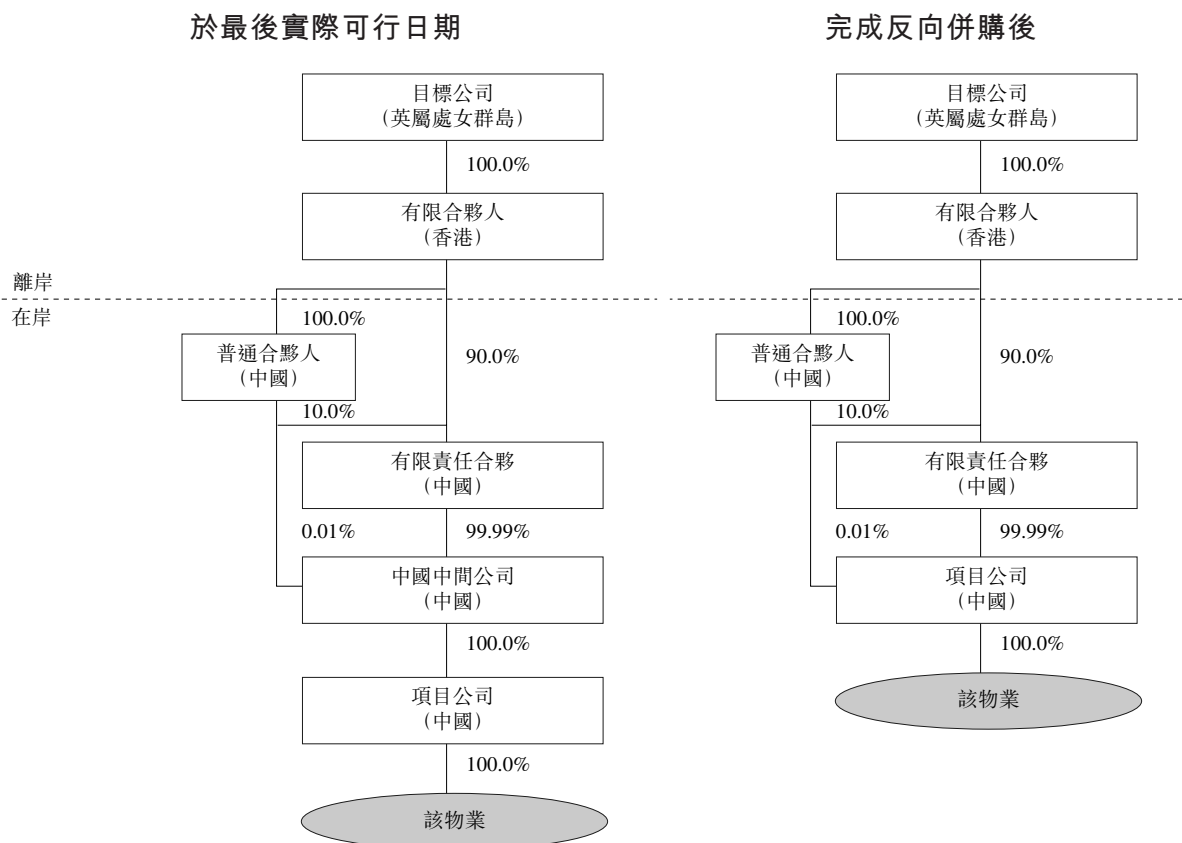 於最後實際可行日期
目標公司
(英屬處女群島)
100.0%
有限合夥人
(香港)
離岸
在岸
100.0%
普通合夥人
(中國)
90.0%
10.0%
有限責任合夥
(中國)
0.01%
99.99%
中國中間公司
(中國)
100.0%
項目公司
(中國)
100.0%
該物業
完成反向併購後
目標公司
(英屬處女群島)
100.0%
有限合夥人
(香港)
100.0%
普通合夥人
(中國)
90.0%
10.0%
有限責任合夥
(中國)
0.01%
99.99%
項目公司
(中國)
100.0%
該物業